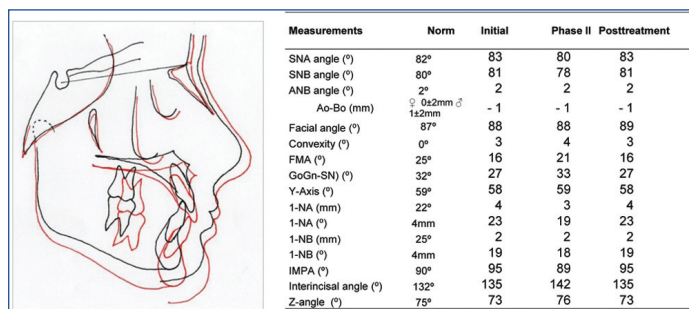 Measurements Norm Initial Phase II Posttreatment
SNA angle (º) 82º 83 80 83
SNB angle (º) 80º 81 78 81
ANB angle (º) 2º 2 2 2
Ao-Bo (mm) ♀ 0±2mm ♂ 1±2mm - 1 - 1 - 1
Facial angle (º) 87º 88 88 89
Convexity (º) 0º 3 4 3
FMA (º) 25º 16 21 16
GoGn-SN) (º) 32º 27 33 27
Y-Axis (º) 59º 58 59 58
1-NA (mm) 22º 4 3 4
1-NA (º) 4mm 23 19 23
1-NB (mm) 25º 2 2 2
1-NB (º) 4mm 19 18 19
IMPA (º) 90º 95 89 95
Interincisal angle (º) 132º 135 142 135
Z-angle (º) 75º 73 76 73